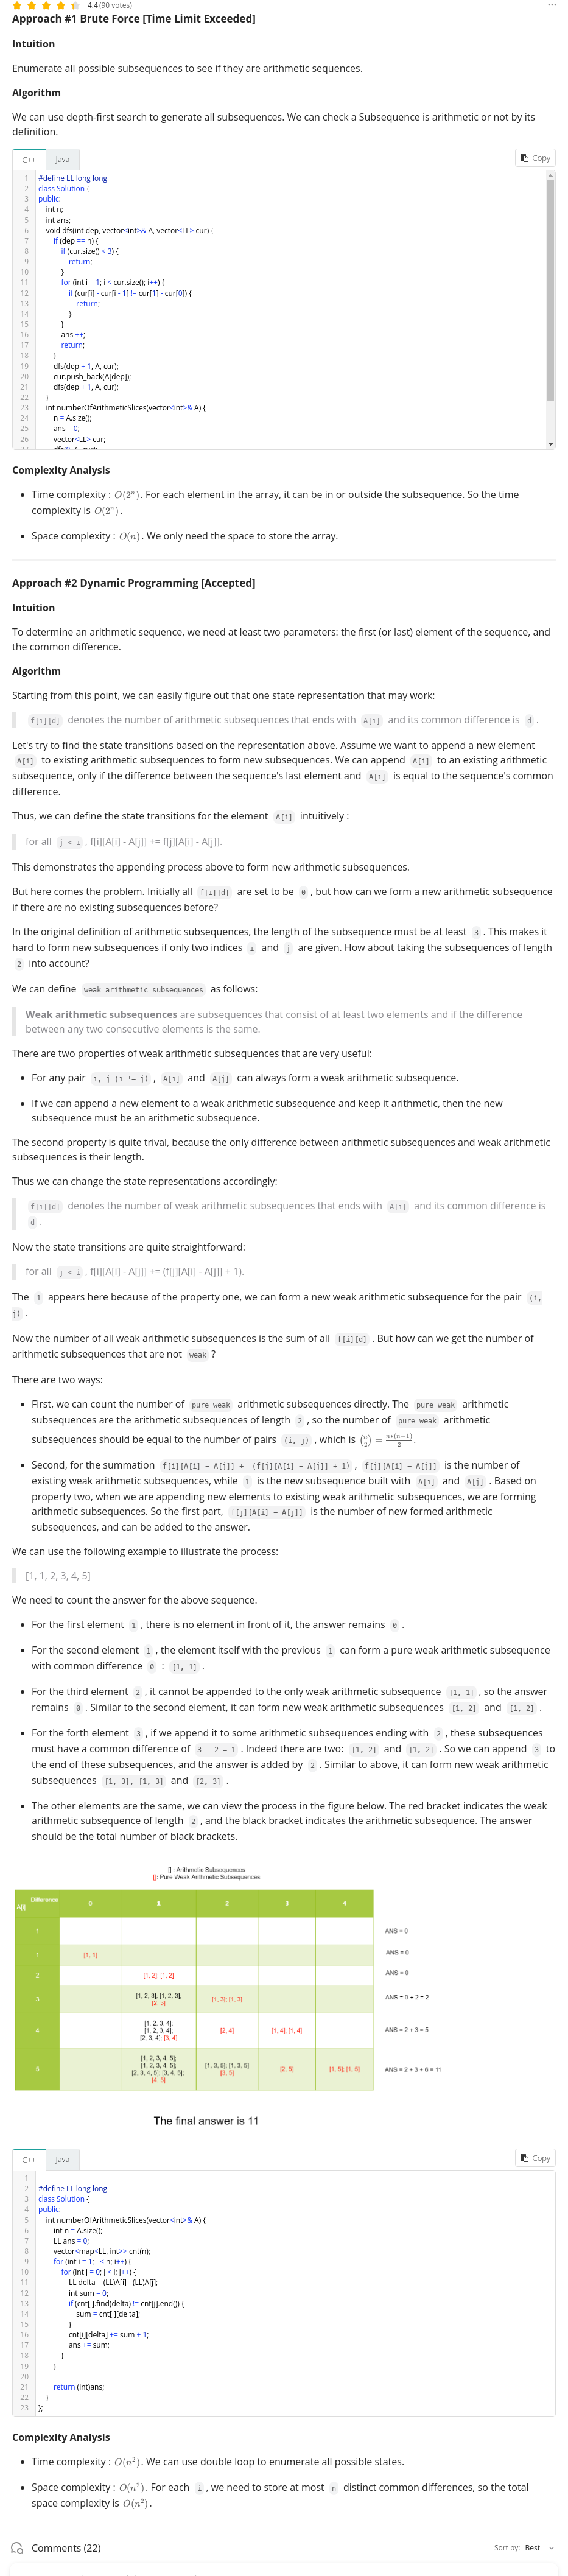 4.4 (90 votes)
Approach #1 Brute Force [Time Limit Exceeded]
Intuition
Enumerate all possible subsequences to see if they are arithmetic sequences.
Algorithm
We can use depth-first search to generate all subsequences. We can check a Subsequence is arithmetic or not by its
definition.
C++ Java Copy
1 #define LL long long
2 class Solution {
3 public:
4 int n;
5 int ans;
6 void dfs(int dep, vector<int>& A, vector<LL> cur) {
7 if (dep == n) {
8 if (cur.size() < 3) {
9 return;
10 }
11 for (int i = 1; i < cur.size(); i++) {
12 if (cur[i] - cur[i - 1] != cur[1] - cur[0]) {
13 return;
14 }
15 }
16 ans ++;
17 return;
18 }
19 dfs(dep + 1, A, cur);
20 cur.push_back(A[dep]);
21 dfs(dep + 1, A, cur);
22 }
23 int numberOfArithmeticSlices(vector<int>& A) {
24 n = A.size();
25 ans = 0;
26 vector<LL> cur;
27 dfs(0, A, cur);
Complexity Analysis
• Time complexity : O(2ⁿ). For each element in the array, it can be in or outside the subsequence. So the time
complexity is O(2ⁿ).
• Space complexity : O(n). We only need the space to store the array.
Approach #2 Dynamic Programming [Accepted]
Intuition
To determine an arithmetic sequence, we need at least two parameters: the first (or last) element of the sequence, and
the common difference.
Algorithm
Starting from this point, we can easily figure out that one state representation that may work:
f[i][d] denotes the number of arithmetic subsequences that ends with A[i] and its common difference is d .
Let's try to find the state transitions based on the representation above. Assume we want to append a new element
A[i] to existing arithmetic subsequences to form new subsequences. We can append A[i] to an existing arithmetic
subsequence, only if the difference between the sequence's last element and A[i] is equal to the sequence's common
difference.
Thus, we can define the state transitions for the element A[i] intuitively :
for all j < i , f[i][A[i] - A[j]] += f[j][A[i] - A[j]].
This demonstrates the appending process above to form new arithmetic subsequences.
But here comes the problem. Initially all f[i][d] are set to be 0 , but how can we form a new arithmetic subsequence
if there are no existing subsequences before?
In the original definition of arithmetic subsequences, the length of the subsequence must be at least 3 . This makes it
hard to form new subsequences if only two indices i and j are given. How about taking the subsequences of length
2 into account?
We can define weak arithmetic subsequences as follows:
Weak arithmetic subsequences are subsequences that consist of at least two elements and if the difference
between any two consecutive elements is the same.
There are two properties of weak arithmetic subsequences that are very useful:
• For any pair i, j (i != j) , A[i] and A[j] can always form a weak arithmetic subsequence.
• If we can append a new element to a weak arithmetic subsequence and keep it arithmetic, then the new
subsequence must be an arithmetic subsequence.
The second property is quite trival, because the only difference between arithmetic subsequences and weak arithmetic
subsequences is their length.
Thus we can change the state representations accordingly:
f[i][d] denotes the number of weak arithmetic subsequences that ends with A[i] and its common difference is
d .
Now the state transitions are quite straightforward:
for all j < i , f[i][A[i] - A[j]] += (f[j][A[i] - A[j]] + 1).
The 1 appears here because of the property one, we can form a new weak arithmetic subsequence for the pair (i,
j) .
Now the number of all weak arithmetic subsequences is the sum of all f[i][d] . But how can we get the number of
arithmetic subsequences that are not weak ?
There are two ways:
• First, we can count the number of pure weak arithmetic subsequences directly. The pure weak arithmetic
subsequences are the arithmetic subsequences of length 2 , so the number of pure weak arithmetic
subsequences should be equal to the number of pairs (i, j) , which is (n 2) = n*(n−1)/2.
• Second, for the summation f[i][A[i] − A[j]] += (f[j][A[i] − A[j]] + 1) , f[j][A[i] − A[j]] is the number of
existing weak arithmetic subsequences, while 1 is the new subsequence built with A[i] and A[j] . Based on
property two, when we are appending new elements to existing weak arithmetic subsequences, we are forming
arithmetic subsequences. So the first part, f[j][A[i] − A[j]] is the number of new formed arithmetic
subsequences, and can be added to the answer.
We can use the following example to illustrate the process:
[1, 1, 2, 3, 4, 5]
We need to count the answer for the above sequence.
• For the first element 1 , there is no element in front of it, the answer remains 0 .
• For the second element 1 , the element itself with the previous 1 can form a pure weak arithmetic subsequence
with common difference 0 : [1, 1] .
• For the third element 2 , it cannot be appended to the only weak arithmetic subsequence [1, 1] , so the answer
remains 0 . Similar to the second element, it can form new weak arithmetic subsequences [1, 2] and [1, 2] .
• For the forth element 3 , if we append it to some arithmetic subsequences ending with 2 , these subsequences
must have a common difference of 3 − 2 = 1 . Indeed there are two: [1, 2] and [1, 2] . So we can append 3 to
the end of these subsequences, and the answer is added by 2 . Similar to above, it can form new weak arithmetic
subsequences [1, 3], [1, 3] and [2, 3] .
• The other elements are the same, we can view the process in the figure below. The red bracket indicates the weak
arithmetic subsequence of length 2 , and the black bracket indicates the arithmetic subsequence. The answer
should be the total number of black brackets.
[] : Arithmetic Subsequences
[]: Pure Weak Arithmetic Subsequences
Difference
A[i] 0 1 2 3 4
1 ANS = 0
1 [1, 1] ANS = 0
2 [1, 2]; [1, 2] ANS = 0
3 [1, 2, 3]; [1, 2, 3]; [2, 3] [1, 3]; [1, 3] ANS = 0 + 2 = 2
4 [1, 2, 3, 4]; [1, 2, 3, 4]; [2, 3, 4]; [3, 4] [2, 4] [1, 4]; [1, 4] ANS = 2 + 3 = 5
5 [1, 2, 3, 4, 5]; [1, 2, 3, 4, 5]; [2, 3, 4, 5]; [3, 4, 5]; [4, 5] [1, 3, 5]; [1, 3, 5]; [3, 5] [2, 5] [1, 5]; [1, 5] ANS = 2 + 3 + 6 = 11
The final answer is 11
C++ Java Copy
1
2 #define LL long long
3 class Solution {
4 public:
5 int numberOfArithmeticSlices(vector<int>& A) {
6 int n = A.size();
7 LL ans = 0;
8 vector<map<LL, int>> cnt(n);
9 for (int i = 1; i < n; i++) {
10 for (int j = 0; j < i; j++) {
11 LL delta = (LL)A[i] - (LL)A[j];
12 int sum = 0;
13 if (cnt[j].find(delta) != cnt[j].end()) {
14 sum = cnt[j][delta];
15 }
16 cnt[i][delta] += sum + 1;
17 ans += sum;
18 }
19 }
20
21 return (int)ans;
22 }
23 };
Complexity Analysis
• Time complexity : O(n²). We can use double loop to enumerate all possible states.
• Space complexity : O(n²). For each i , we need to store at most n distinct common differences, so the total
space complexity is O(n²).
Comments (22) Sort by: Best